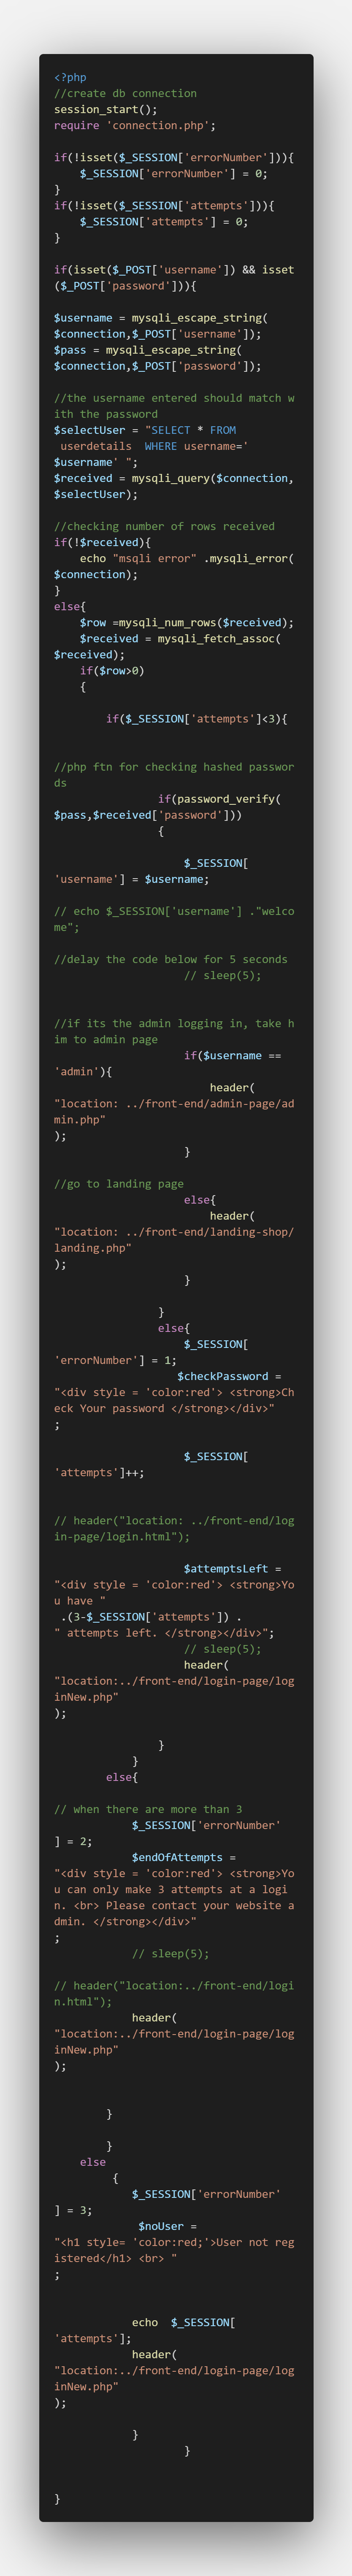 <?php
//create db connection
session_start();
require 'connection.php';
if(!isset($_SESSION['errorNumber'])){
$_SESSION['errorNumber'] = 0;
}
if(!isset($_SESSION['attempts'])){
$_SESSION['attempts'] = 0;
}
if(isset($_POST['username']) && isset
($_POST['password'])){
$username = mysqli_escape_string(
$connection,$_POST['username']);
$pass = mysqli_escape_string(
$connection,$_POST['password']);
//the username entered should match w
ith the password
$selectUser = "SELECT * FROM
userdetails  WHERE username='
$username' ";
$received = mysqli_query($connection,
$selectUser);
//checking number of rows received
if(!$received){
echo "msqli error" .mysqli_error(
$connection);
}
else{
$row =mysqli_num_rows($received);
$received = mysqli_fetch_assoc(
$received);
if($row>0)
{
if($_SESSION['attempts']<3){
//php ftn for checking hashed passwor
ds
if(password_verify(
$pass,$received['password']))
{
$_SESSION[
'username'] = $username;
// echo $_SESSION['username'] ."welco
me";
//delay the code below for 5 seconds
// sleep(5);
//if its the admin logging in, take h
im to admin page
if($username ==
'admin'){
header(
"location: ../front-end/admin-page/ad
min.php"
);
}
//go to landing page
else{
header(
"location: ../front-end/landing-shop/
landing.php"
);
}
}
else{
$_SESSION[
'errorNumber'] = 1;
$checkPassword =
"<div style = 'color:red'> <strong>Ch
eck Your password </strong></div>"
;
$_SESSION[
'attempts']++;
// header("location: ../front-end/log
in-page/login.html");
$attemptsLeft =
"<div style = 'color:red'> <strong>Yo
u have "
.(3-$_SESSION['attempts']) .
" attempts left. </strong></div>";
// sleep(5);
header(
"location:../front-end/login-page/log
inNew.php"
);
}
}
else{
// when there are more than 3
$_SESSION['errorNumber'
] = 2;
$endOfAttempts =
"<div style = 'color:red'> <strong>Yo
u can only make 3 attempts at a logi
n. <br> Please contact your website a
dmin. </strong></div>"
;
// sleep(5);
// header("location:../front-end/logi
n.html");
header(
"location:../front-end/login-page/log
inNew.php"
);
}
}
else
{
$_SESSION['errorNumber'
] = 3;
$noUser =
"<h1 style= 'color:red;'>User not reg
istered</h1> <br> "
;
echo  $_SESSION[
'attempts'];
header(
"location:../front-end/login-page/log
inNew.php"
);
}
}
}